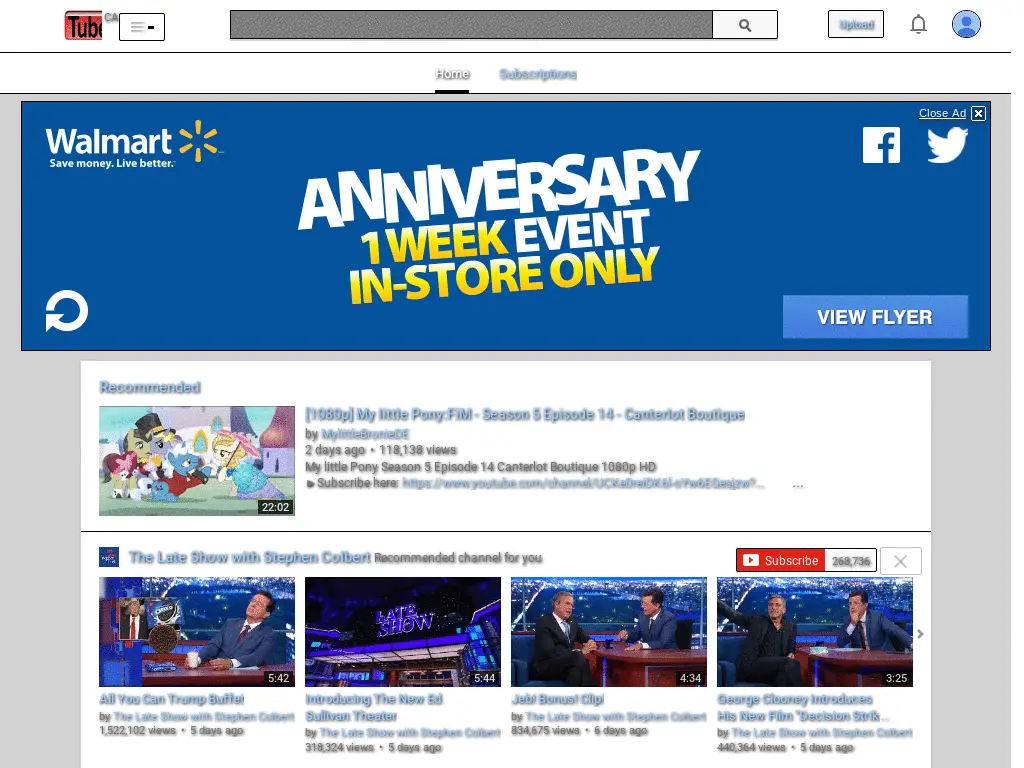 Tube CA
Upload
Home Subscriptions
Close Ad
Walmart
Save money. Live better.
ANNIVERSARY
1 WEEK EVENT
IN-STORE ONLY
VIEW FLYER
Recommended
[1080p] My little Pony:FiM - Season 5 Episode 14 - Canterlot Boutique
by MylittleBronieDE
2 days ago • 118,138 views
My little Pony Season 5 Episode 14 Canterlot Boutique 1080p HD
►Subscribe here: ...
22:02
The Late Show with Stephen Colbert Recommended channel for you
Subscribe 268,736
LATE SHOW
5:42
5:44
4:34
3:25
All You Can Trump Buffet
by The Late Show with Stephen Colbert
1,522,102 views • 5 days ago
Introducing The New Ed
Sullivan Theater
by The Late Show with Stephen Colbert
318,324 views • 5 days ago
Jeb! Bonus! Clip!
by The Late Show with Stephen Colbert
834,675 views • 6 days ago
George Clooney Introduces
His New Film "Decision Strik...
by The Late Show with Stephen Colbert
440,364 views • 5 days ago